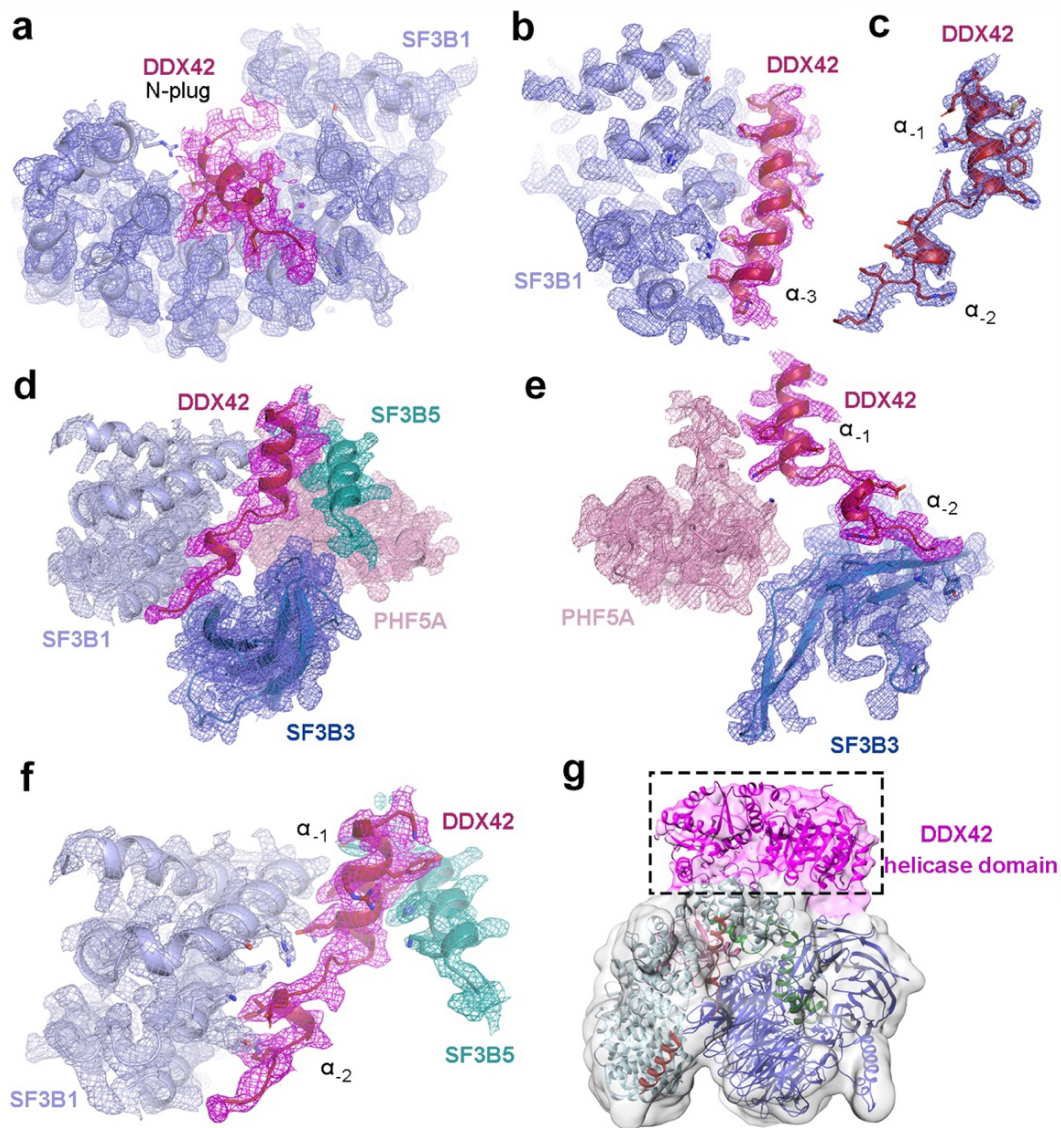 a
SF3B1
DDX42
N-plug
b
DDX42
SF3B1
α-3
c
DDX42
α-1
α-2
d
DDX42
SF3B5
SF3B1
PHF5A
SF3B3
e
DDX42
α-1
α-2
PHF5A
SF3B3
f
α-1
DDX42
α-2
SF3B5
SF3B1
g
DDX42
helicase domain